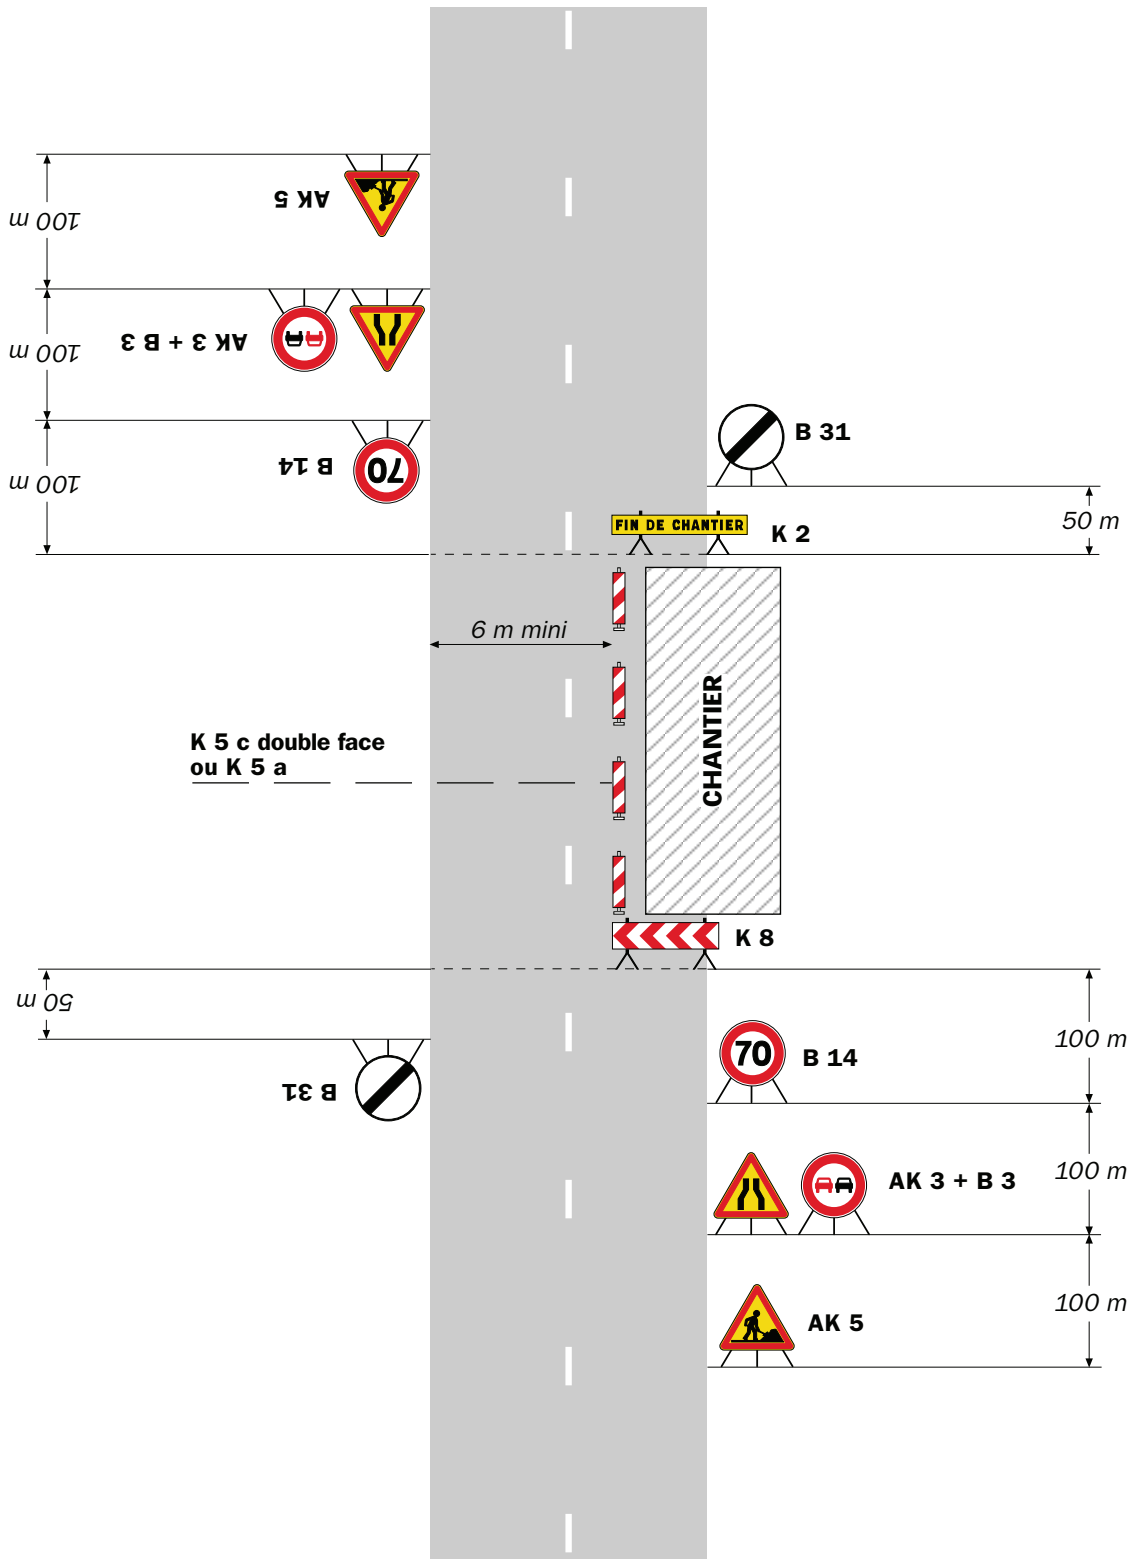 AK 5
100 m
AK 3 + B 3
100 m
B 14
70
100 m
B 31
50 m
FIN DE CHANTIER
K 2
6 m mini
CHANTIER
K 5 c double face
ou K 5 a
K 8
50 m
B 31
70
B 14
100 m
AK 3 + B 3
100 m
AK 5
100 m